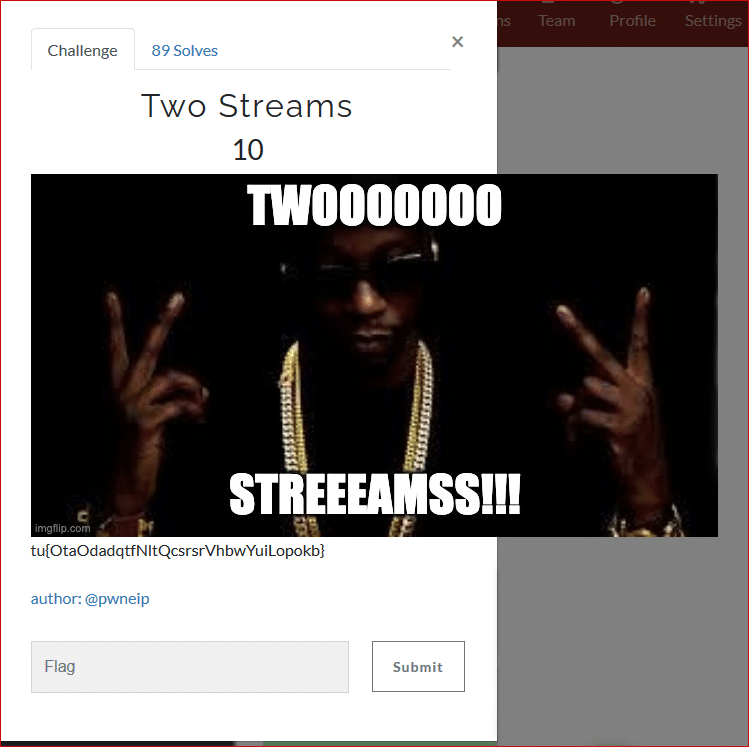 Challenge
89 Solves
×
ns
Team
Profile
Settings
Two Streams
10
TWOOOOOOO
STREEEAMSS!!!
imgflip.com
tu{OtaOdadqtfNltQcsrsrVhbwYuiLopokb}
author: @pwneip
Flag
Submit